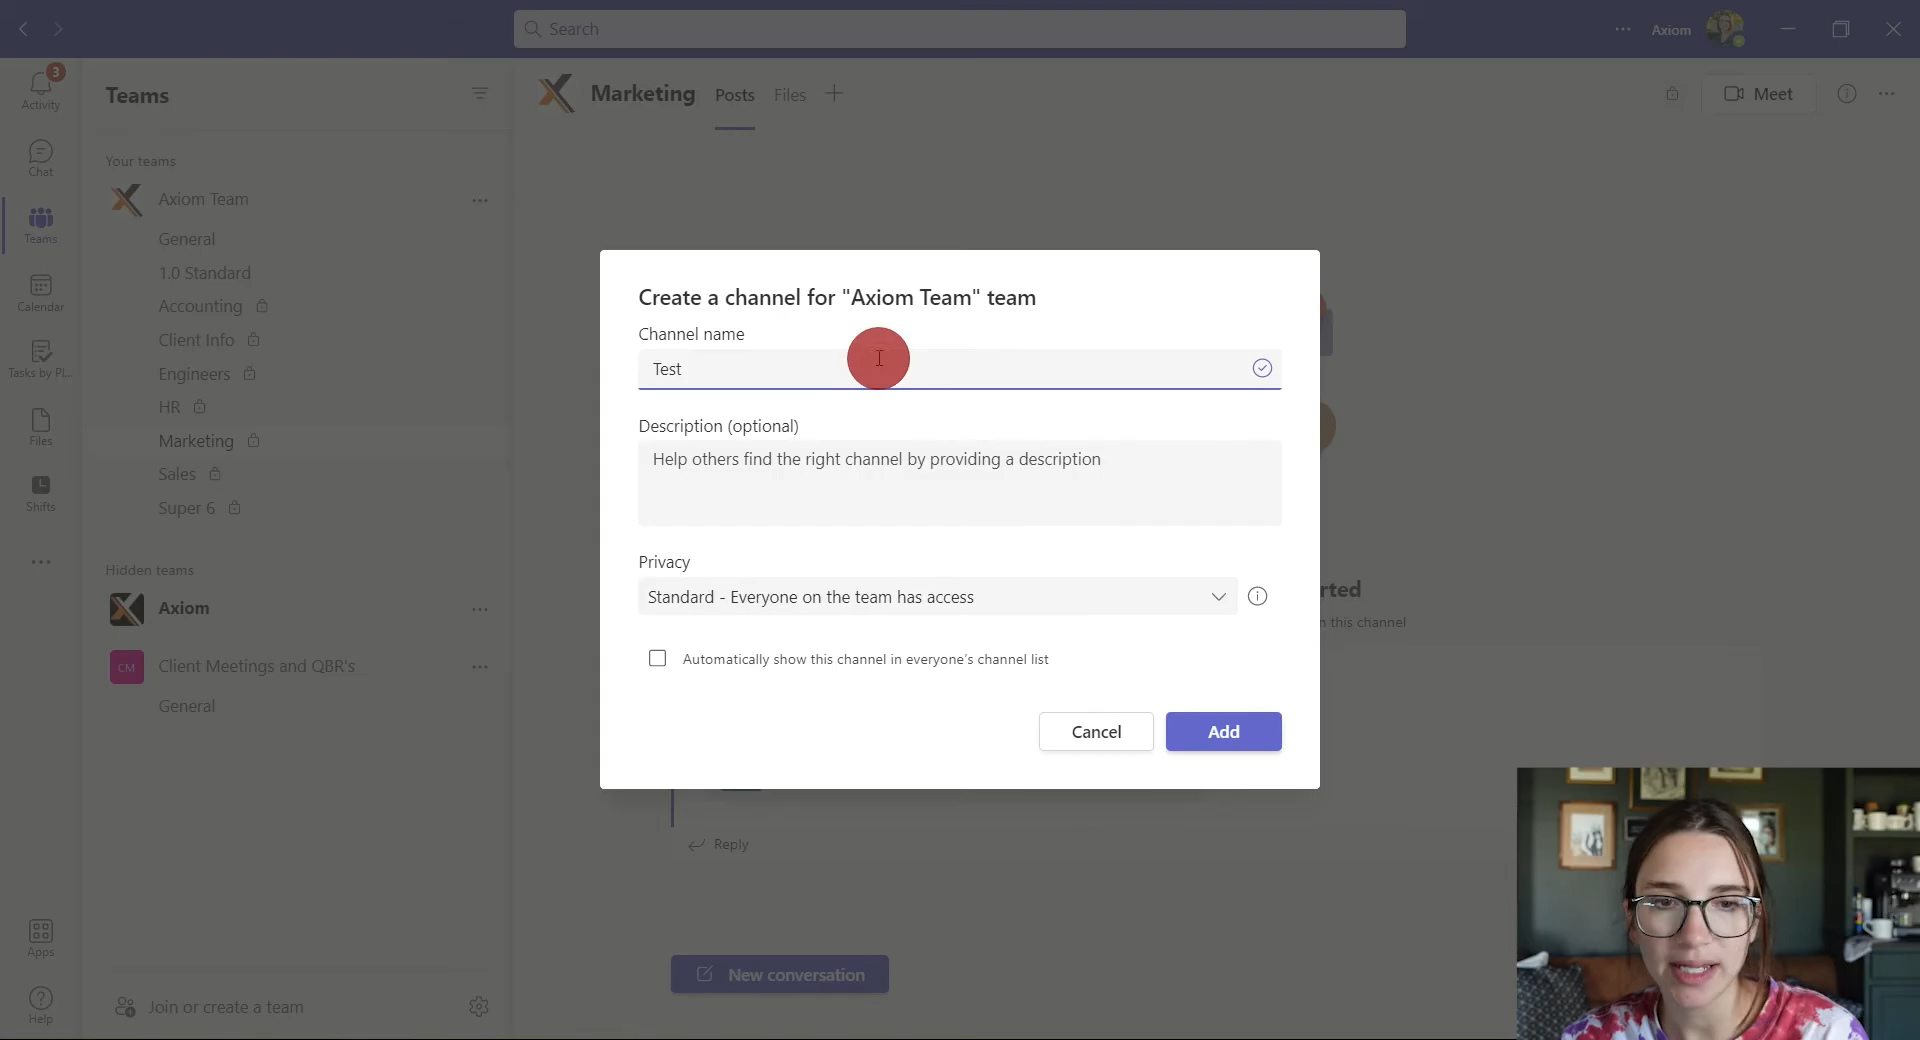 Search
Axiom
3
Activity
Chat
Teams
Calendar
Tasks by Pl...
Files
Shifts
Apps
Help
Teams
Your teams
Axiom Team
General
1.0 Standard
Accounting
Client Info
Engineers
HR
Marketing
Sales
Super 6
Hidden teams
Axiom
CM
Client Meetings and QBR's
General
Join or create a team
Marketing
Posts
Files
Meet
Create a channel for "Axiom Team" team
Channel name
Test
Description (optional)
Help others find the right channel by providing a description
Privacy
Standard - Everyone on the team has access
Automatically show this channel in everyone's channel list
Cancel
Add
rted
n this channel
Reply
New conversation